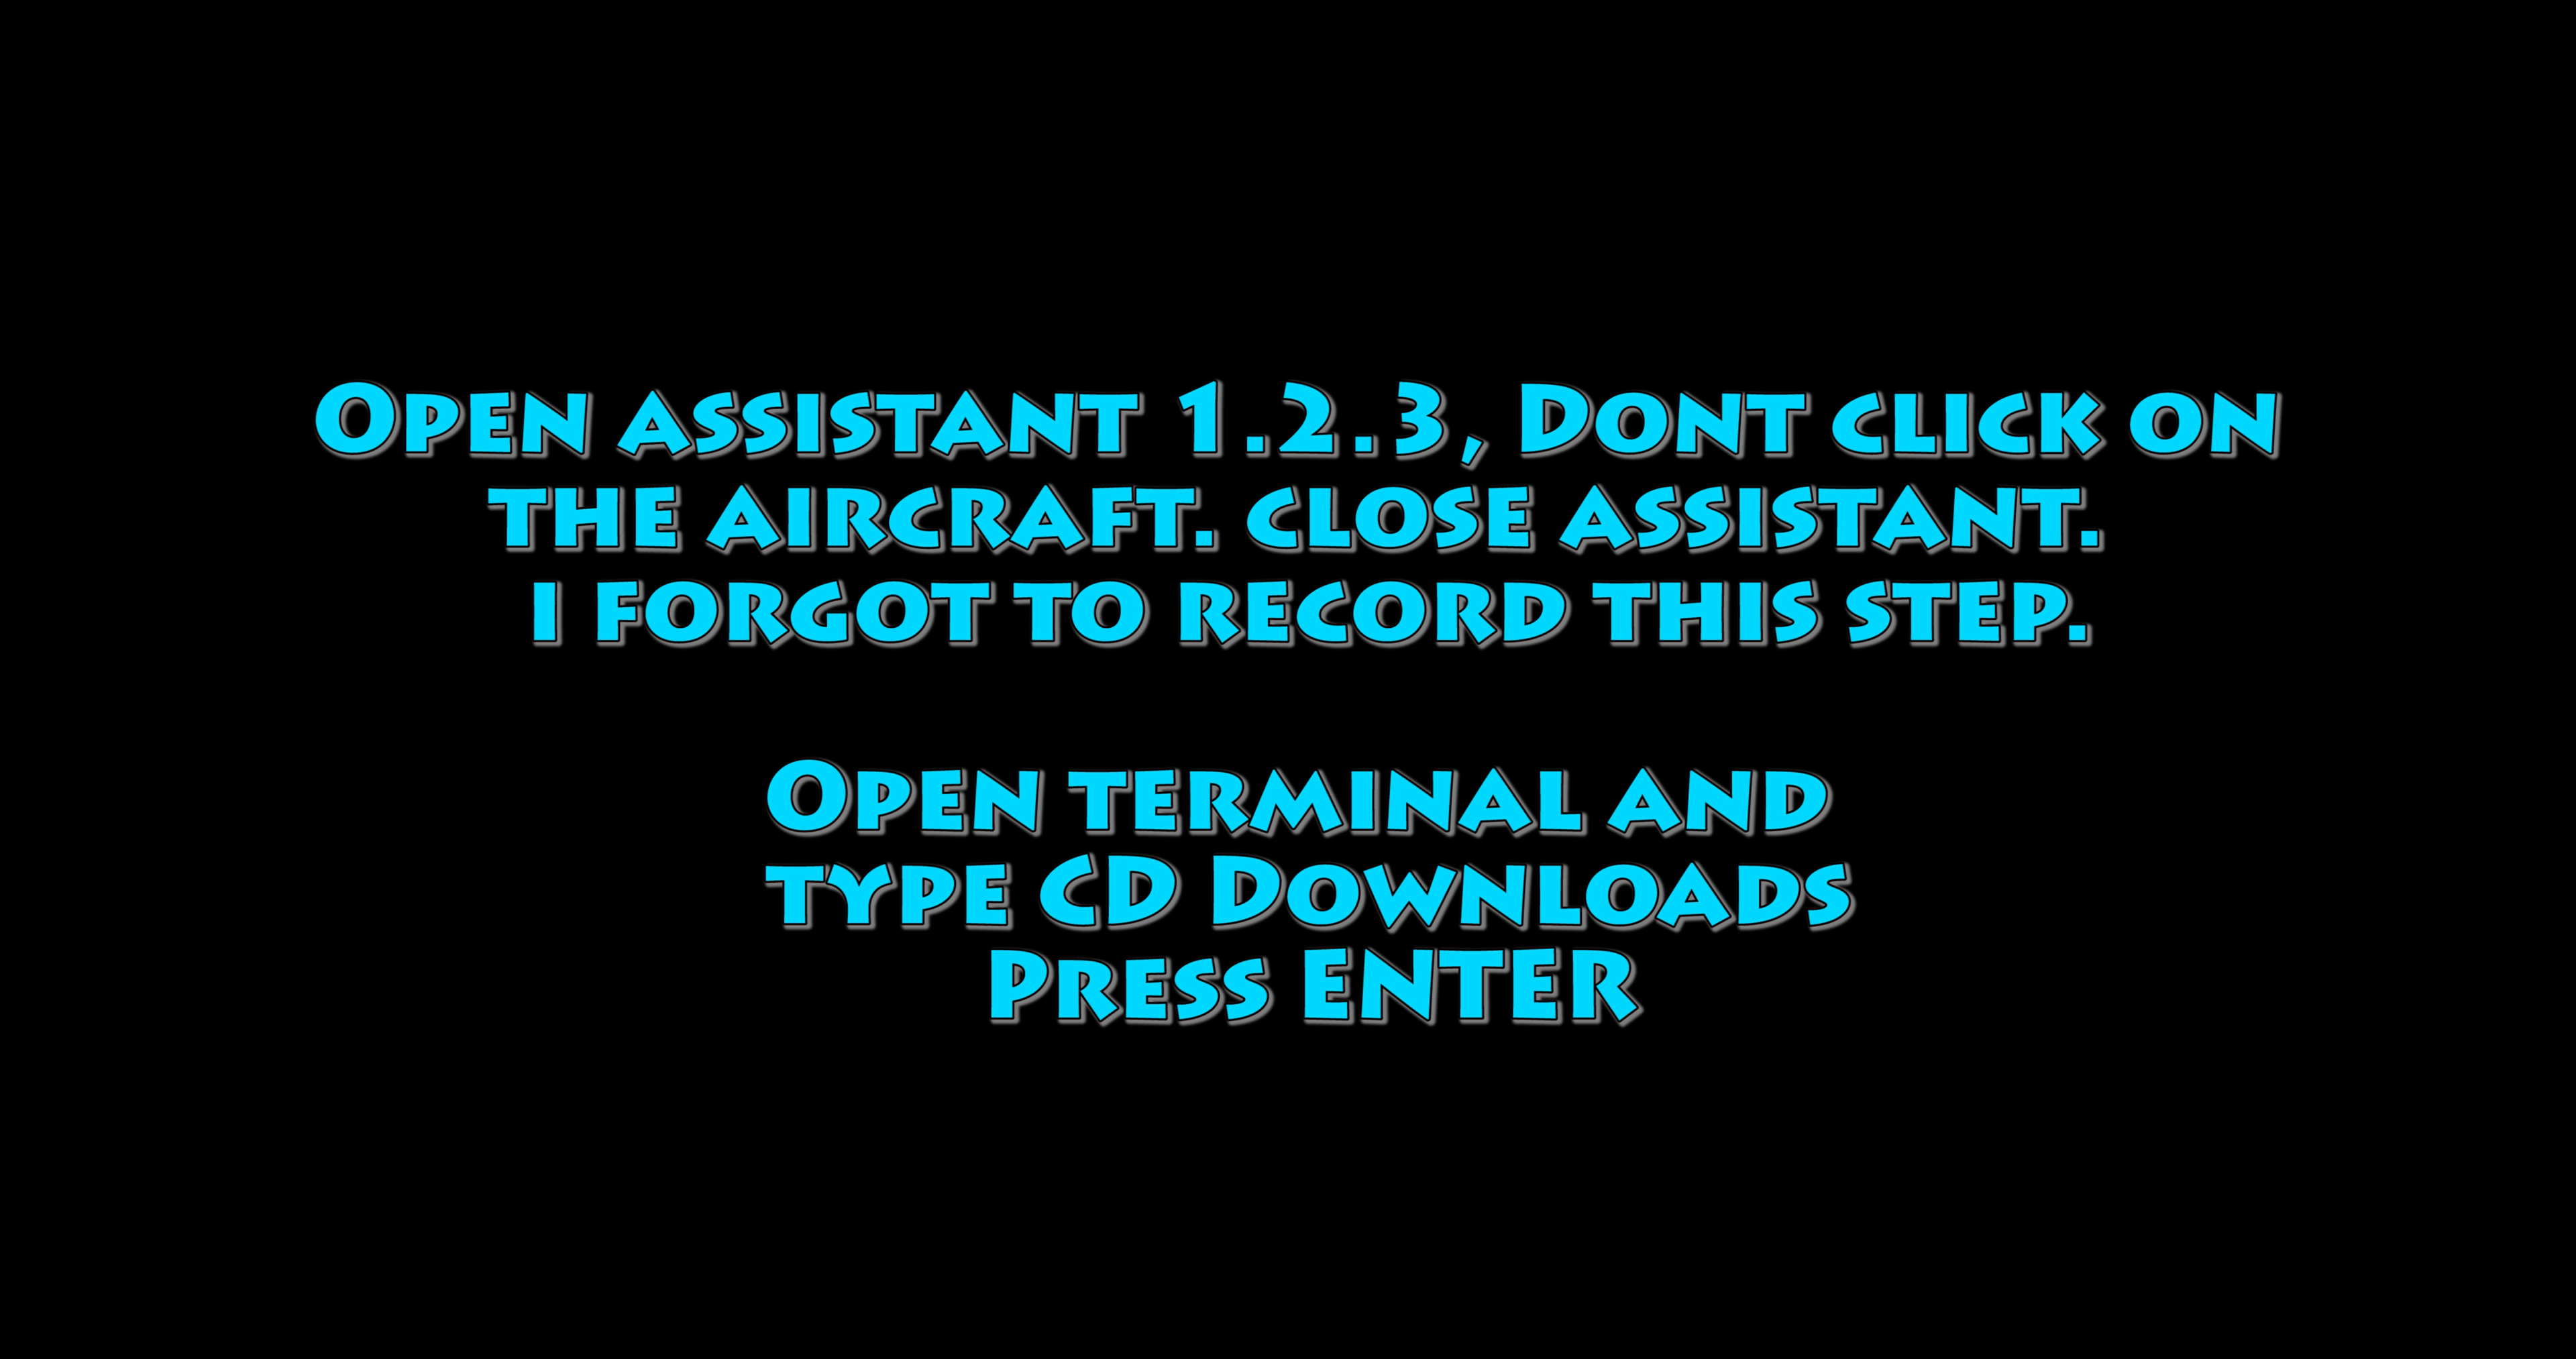 Open assistant 1.2.3, Dont click on
the aircraft. close assistant.
I forgot to record this step.
Open terminal and
type CD Downloads
Press ENTER